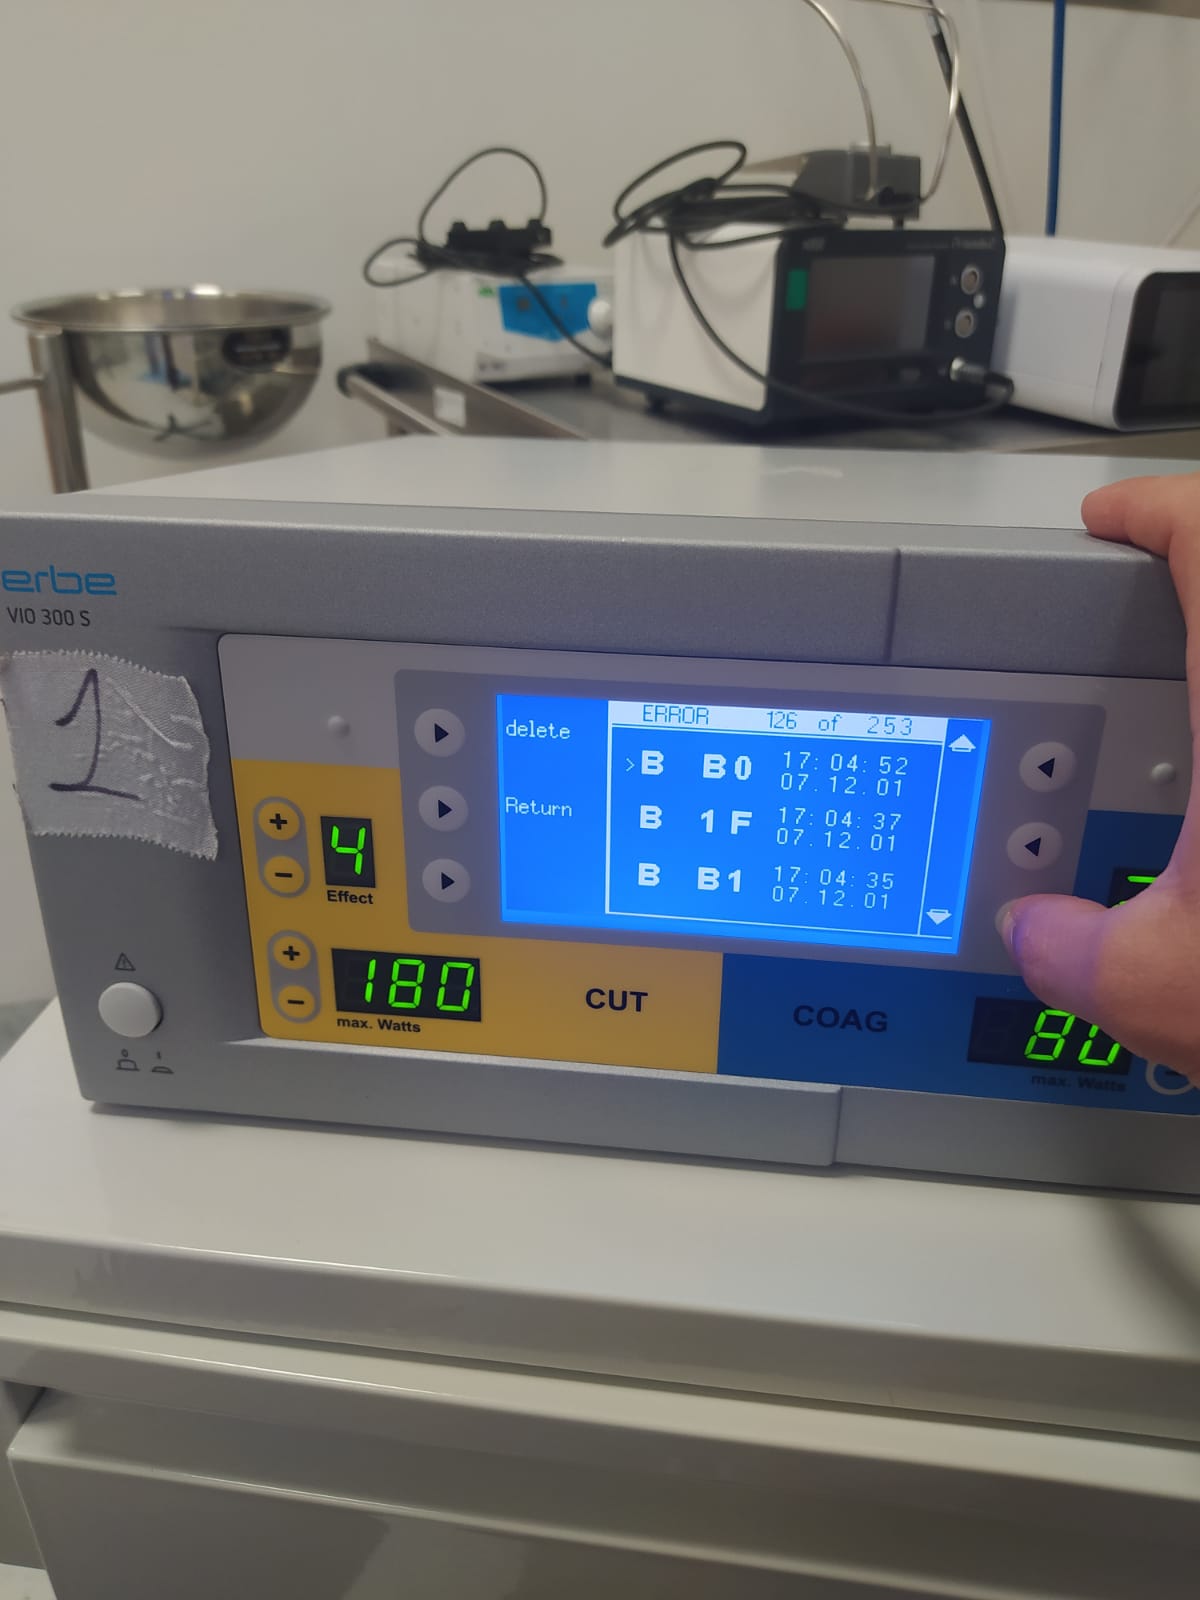 erbe
VIO 300 S
1
delete
Return
ERROR 126 of 253
>B B0 17:04:52
07.12.01
B 1F 17:04:37
07.12.01
B B1 17:04:35
07.12.01
+
−
4
Effect
+
−
180
max. Watts
CUT
COAG
80
max. Watts